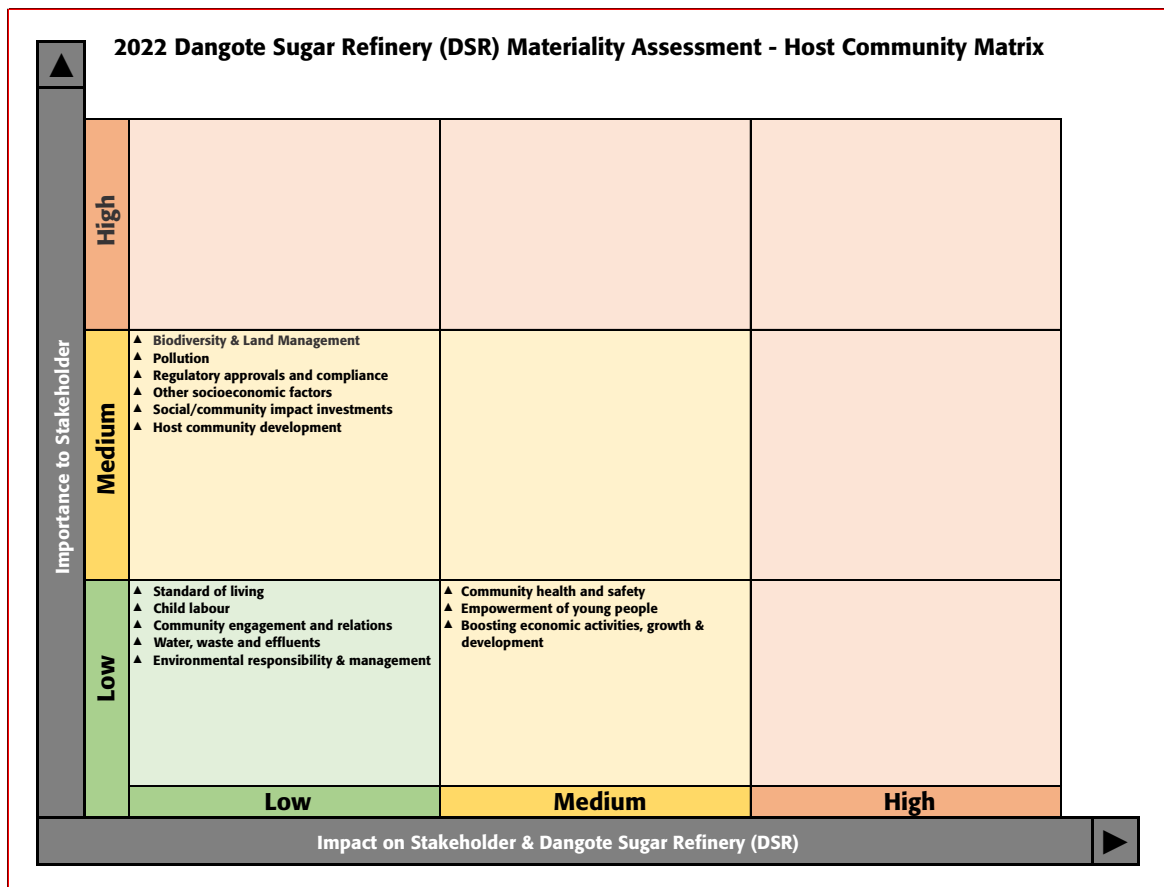 2022 Dangote Sugar Refinery (DSR) Materiality Assessment - Host Community Matrix
Importance to Stakeholder
High
Medium
▲ Biodiversity & Land Management
▲ Pollution
▲ Regulatory approvals and compliance
▲ Other socioeconomic factors
▲ Social/community impact investments
▲ Host community development
Low
▲ Standard of living
▲ Child labour
▲ Community engagement and relations
▲ Water, waste and effluents
▲ Environmental responsibility & management
▲ Community health and safety
▲ Empowerment of young people
▲ Boosting economic activities, growth &
development
Low
Medium
High
Impact on Stakeholder & Dangote Sugar Refinery (DSR)